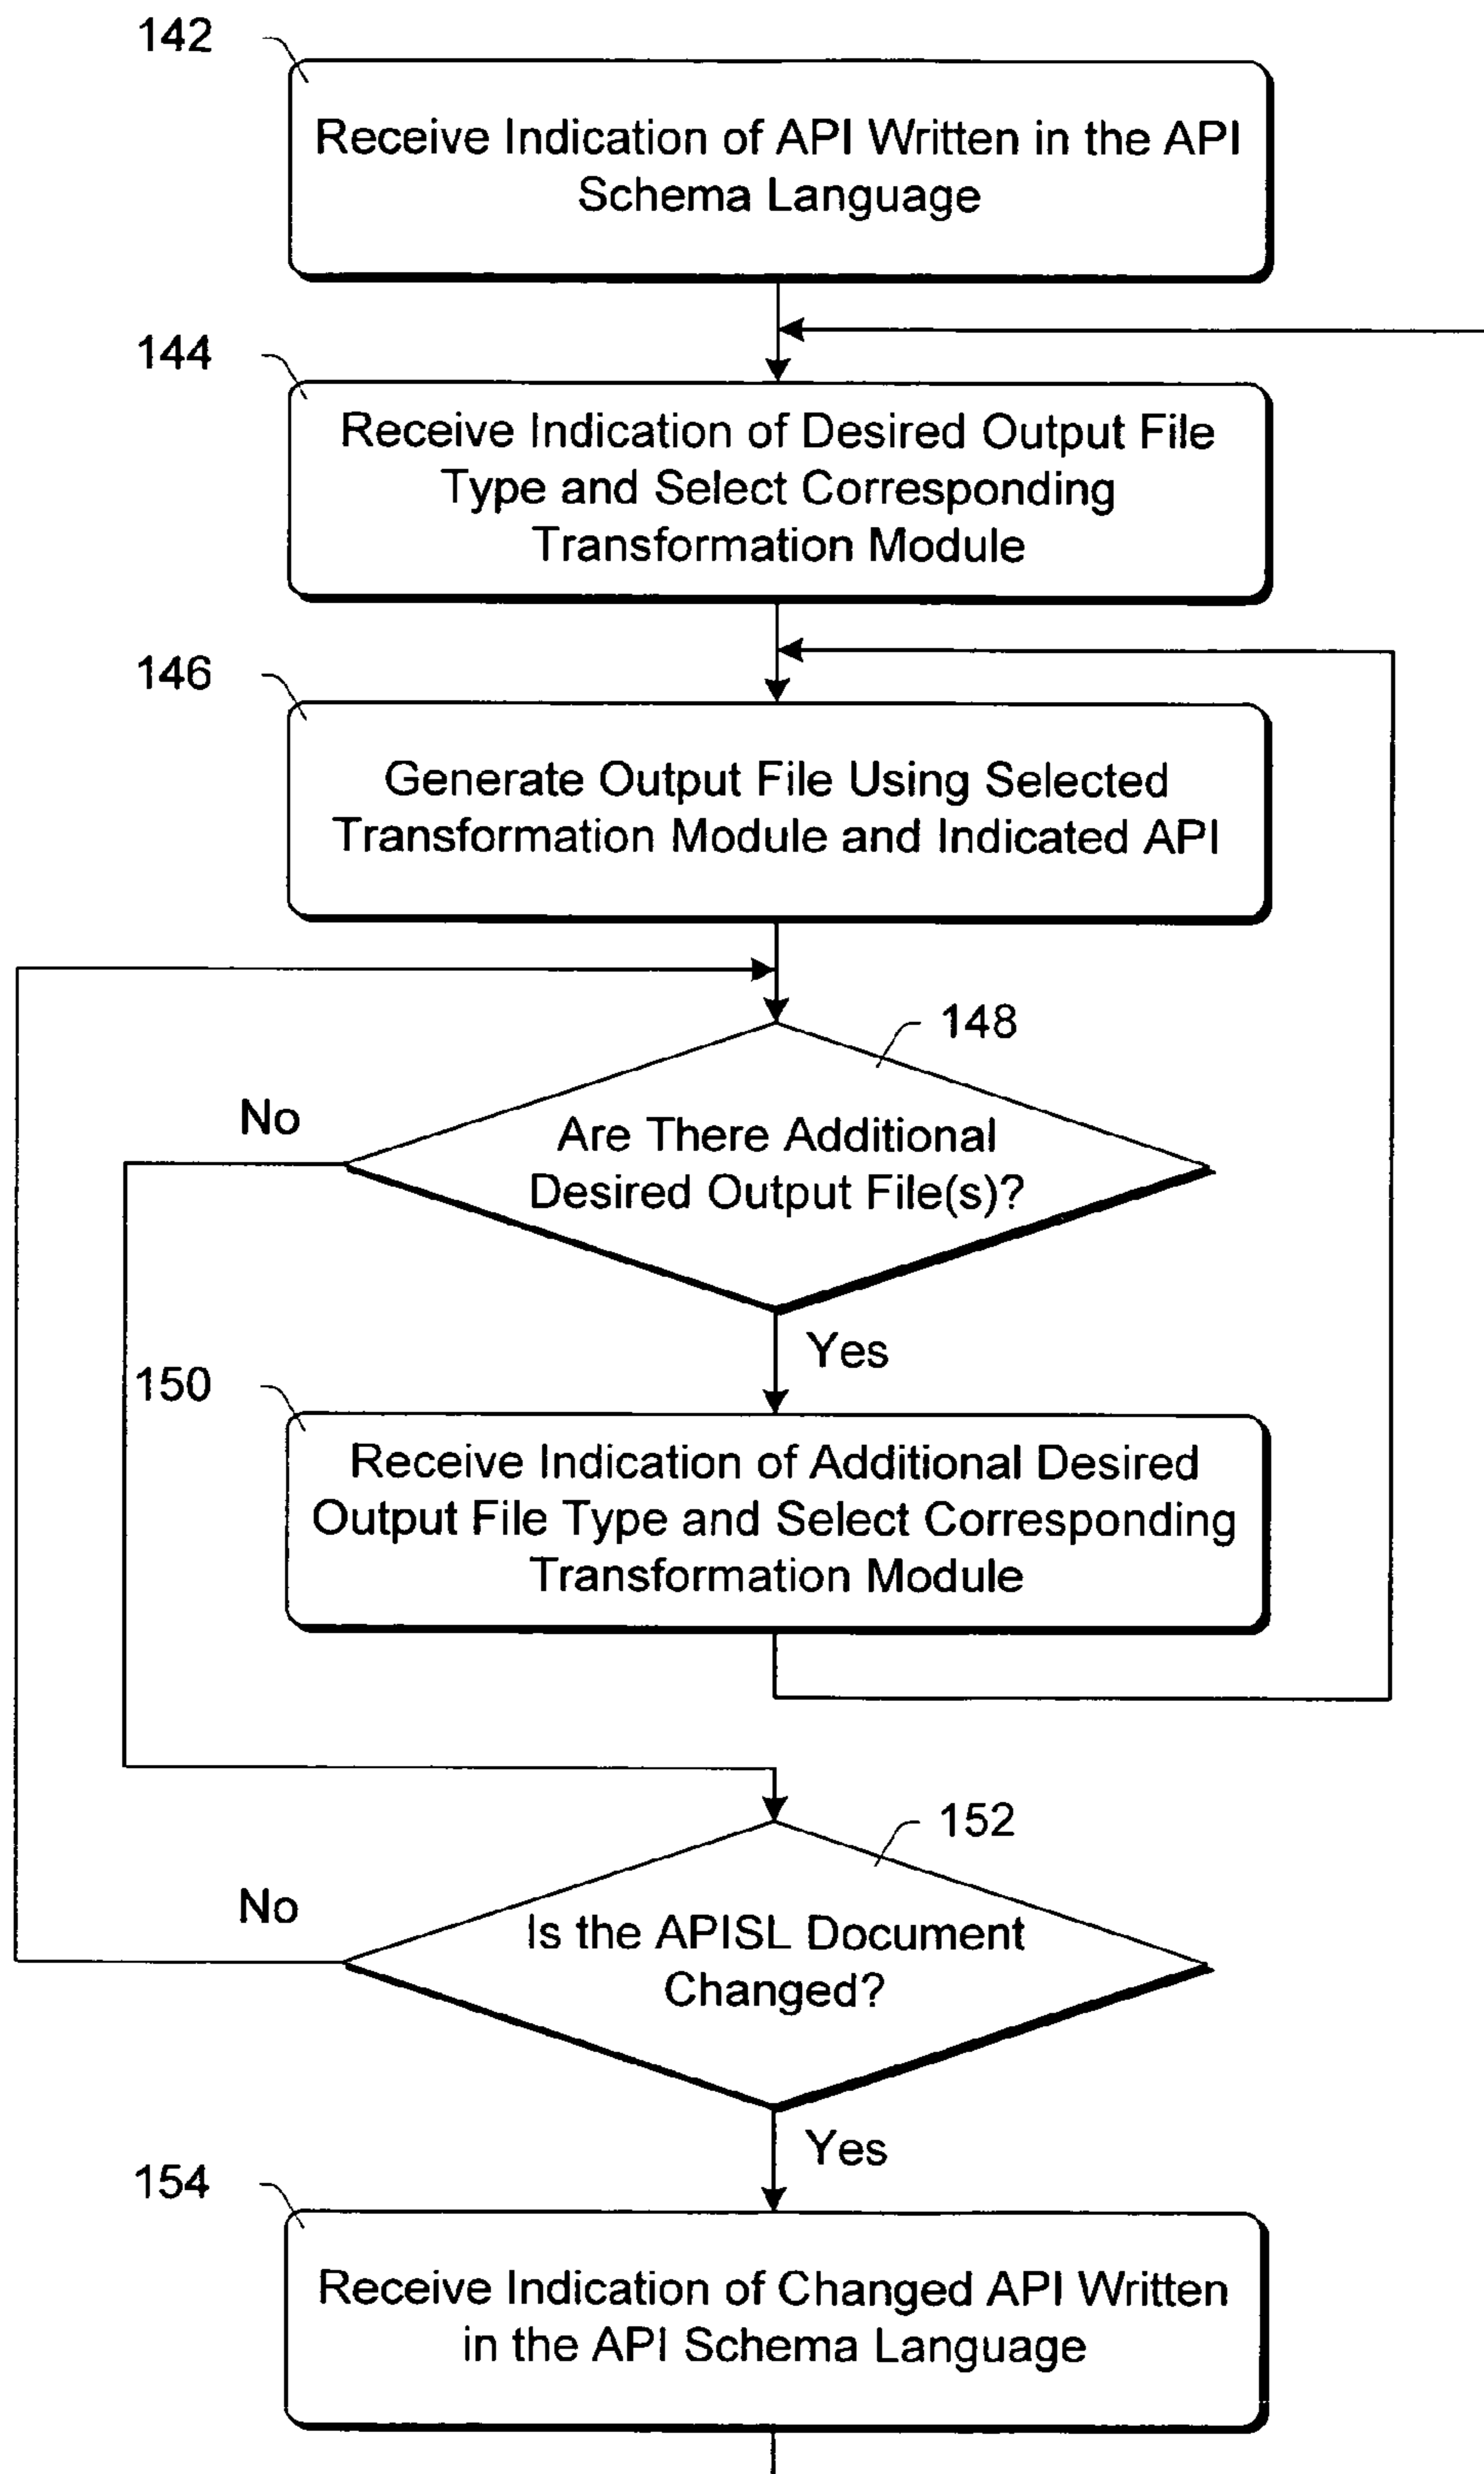 142
Receive Indication of API Written in the API
Schema Language
144
Receive Indication of Desired Output File
Type and Select Corresponding
Transformation Module
146
Generate Output File Using Selected
Transformation Module and Indicated API
148
No
Are There Additional
Desired Output File(s)?
Yes
150
Receive Indication of Additional Desired
Output File Type and Select Corresponding
Transformation Module
152
No
Is the APISL Document
Changed?
Yes
154
Receive Indication of Changed API Written
in the API Schema Language